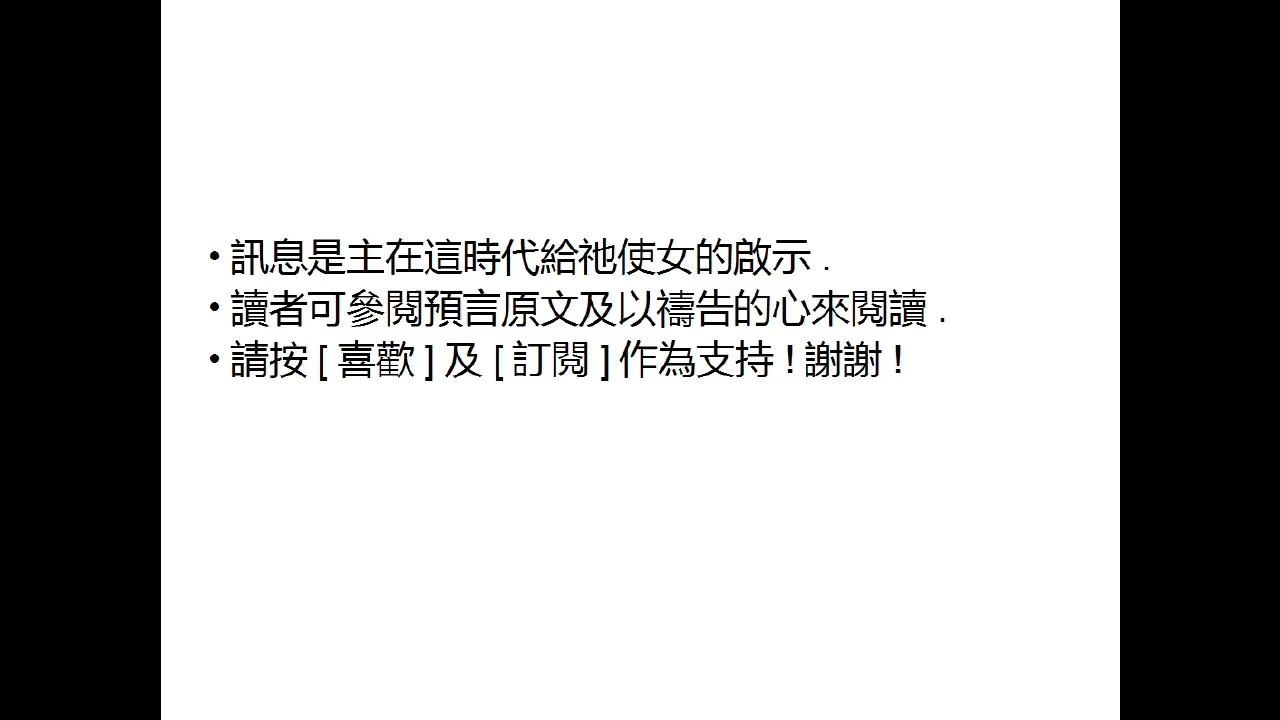 • 訊息是主在這時代給祂使女的啟示 .
• 讀者可參閱預言原文及以禱告的心來閱讀 .
• 請按 [ 喜歡 ] 及 [ 訂閱 ] 作為支持 ! 謝謝 !